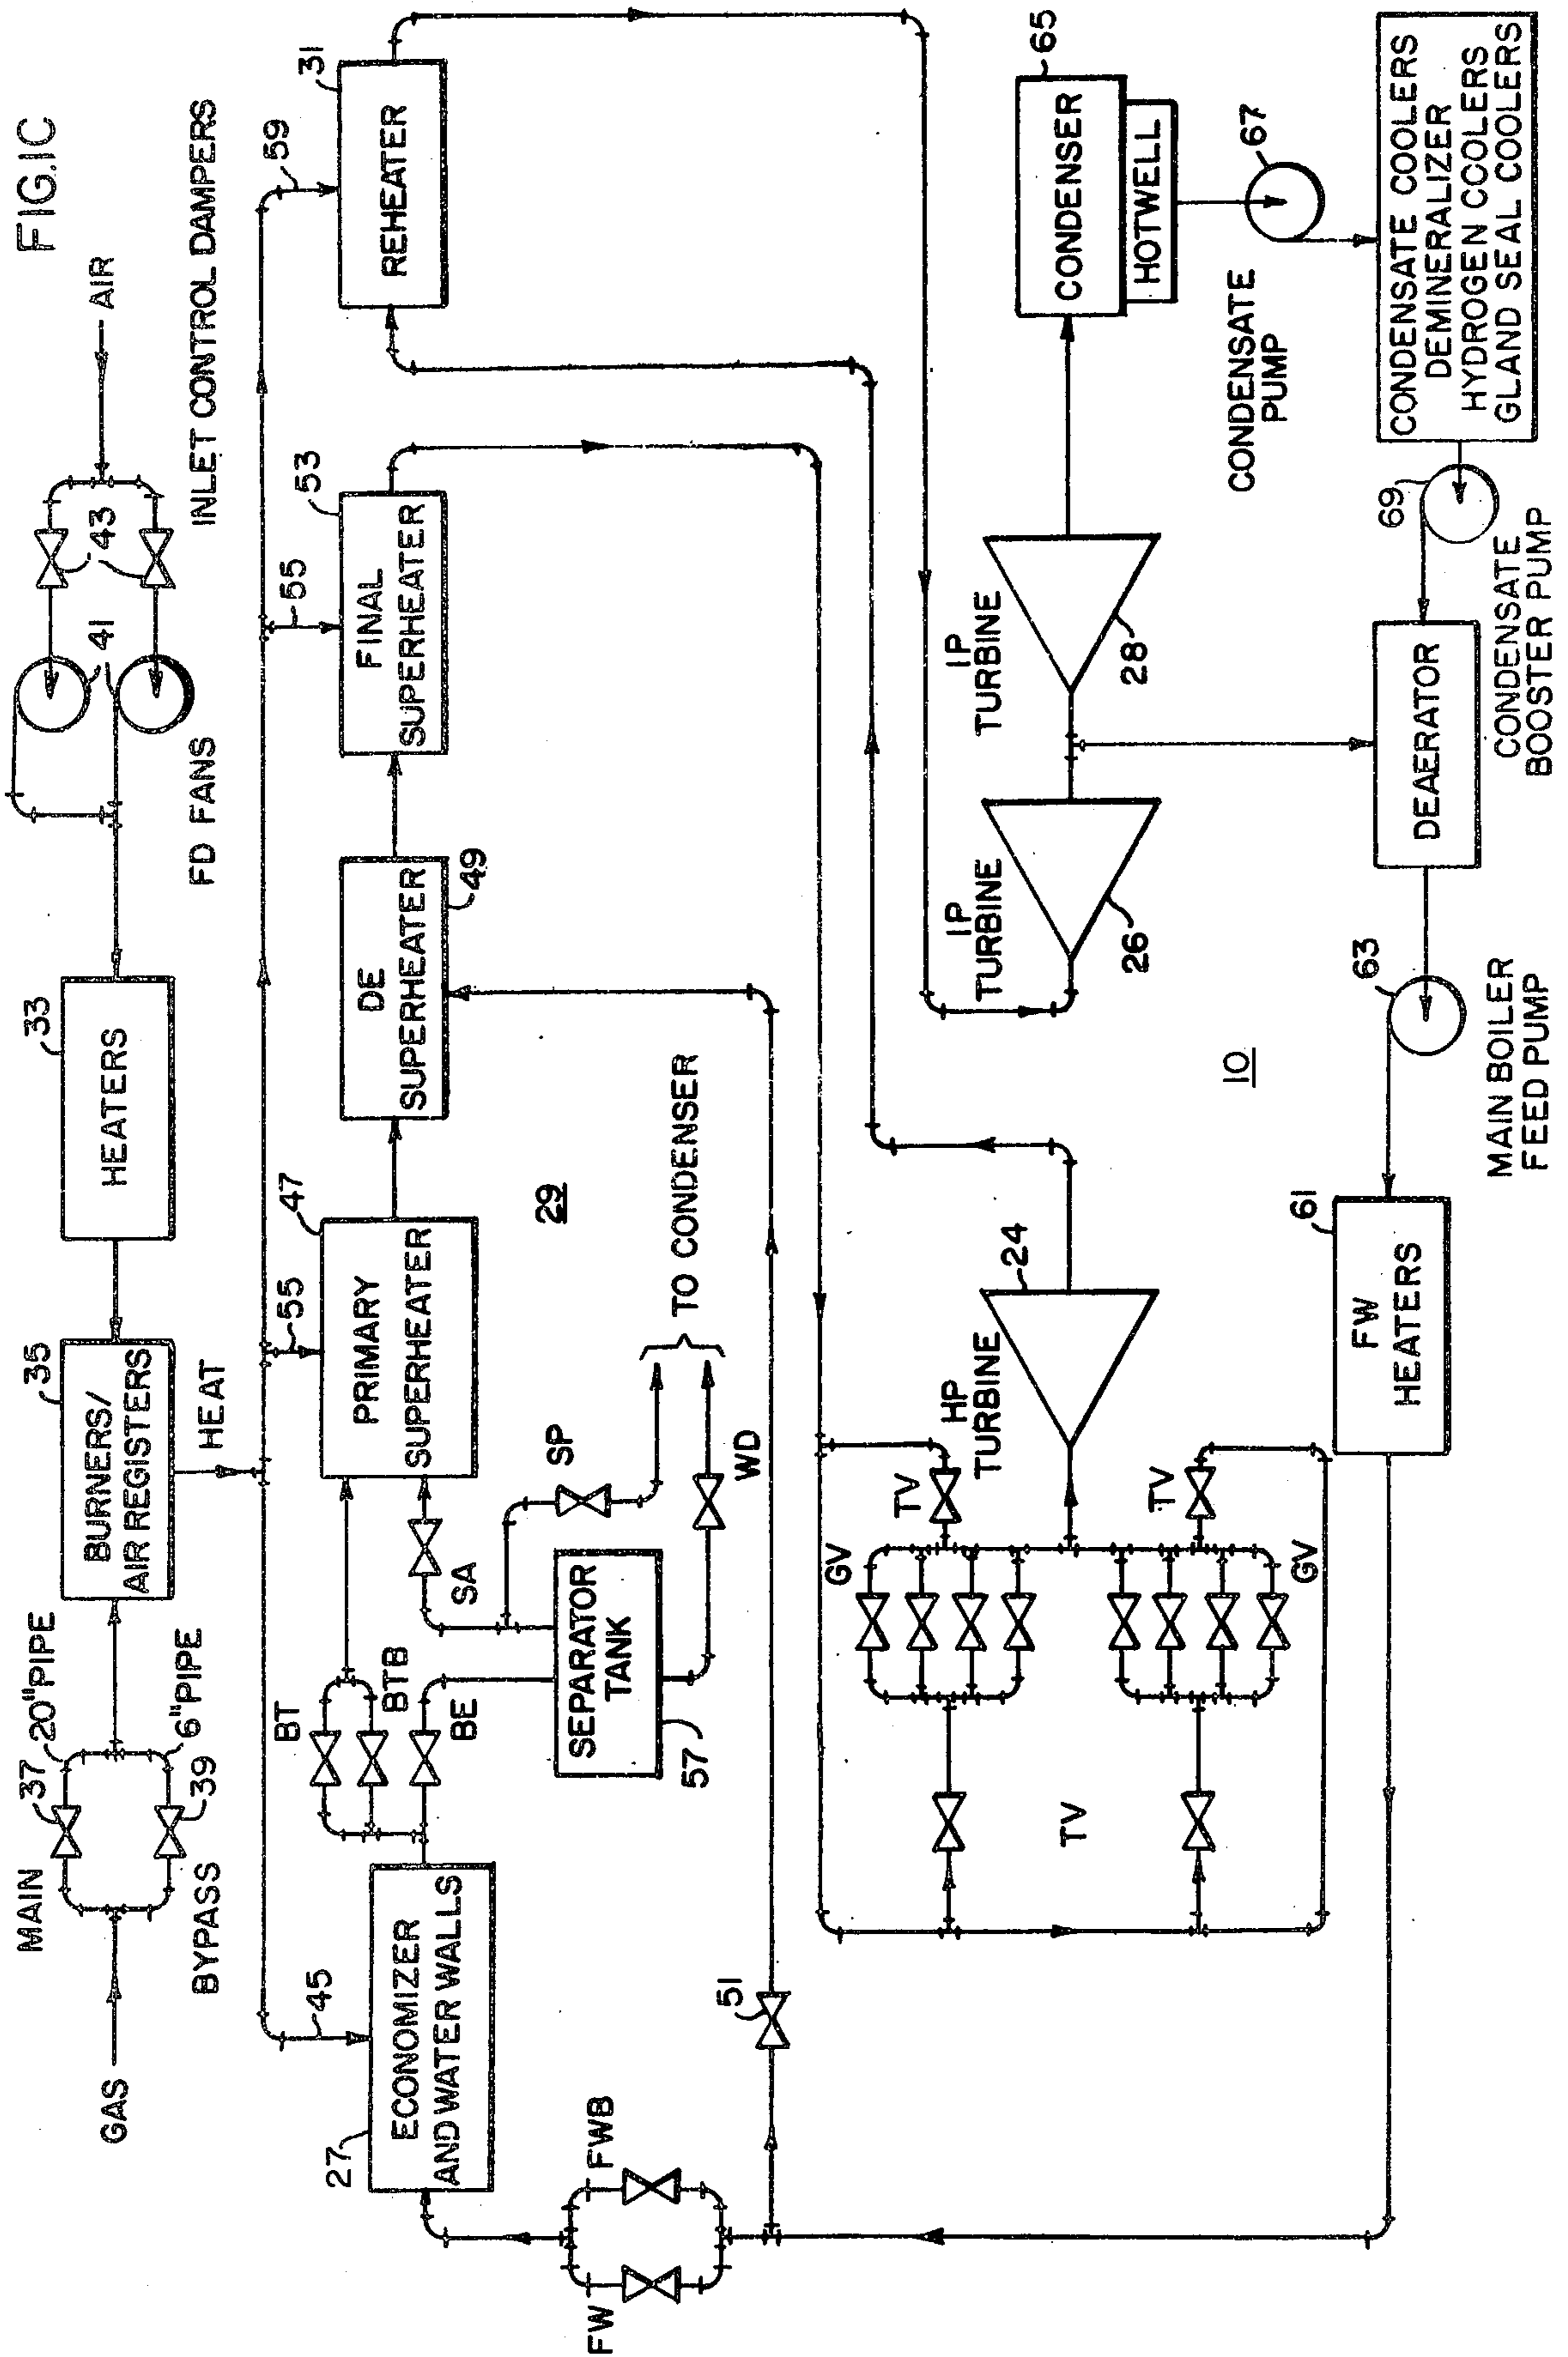 FIG.1C
GAS
MAIN
37
20"PIPE
BYPASS
39
6"PIPE
35
BURNERS/
AIR REGISTERS
HEAT
33
HEATERS
FD FANS
41
43
AIR
INLET CONTROL DAMPERS
45
27
ECONOMIZER
AND WATER WALLS
BT
BTB
BE
SA
SP
WD
SEPARATOR
TANK
57
TO CONDENSER
55
47
PRIMARY
SUPERHEATER
29
DE
SUPERHEATER
49
55
53
FINAL
SUPERHEATER
59
31
REHEATER
FW
FWB
51
TV
GV
TV
TV
GV
HP
TURBINE
24
10
IP
TURBINE
26
IP
TURBINE
28
CONDENSER
65
HOTWELL
CONDENSATE
PUMP
67
CONDENSATE COOLERS
DEMINERALIZER
HYDROGEN COOLERS
GLAND SEAL COOLERS
69
CONDENSATE
BOOSTER PUMP
DEAERATOR
63
MAIN BOILER
FEED PUMP
61
FW
HEATERS